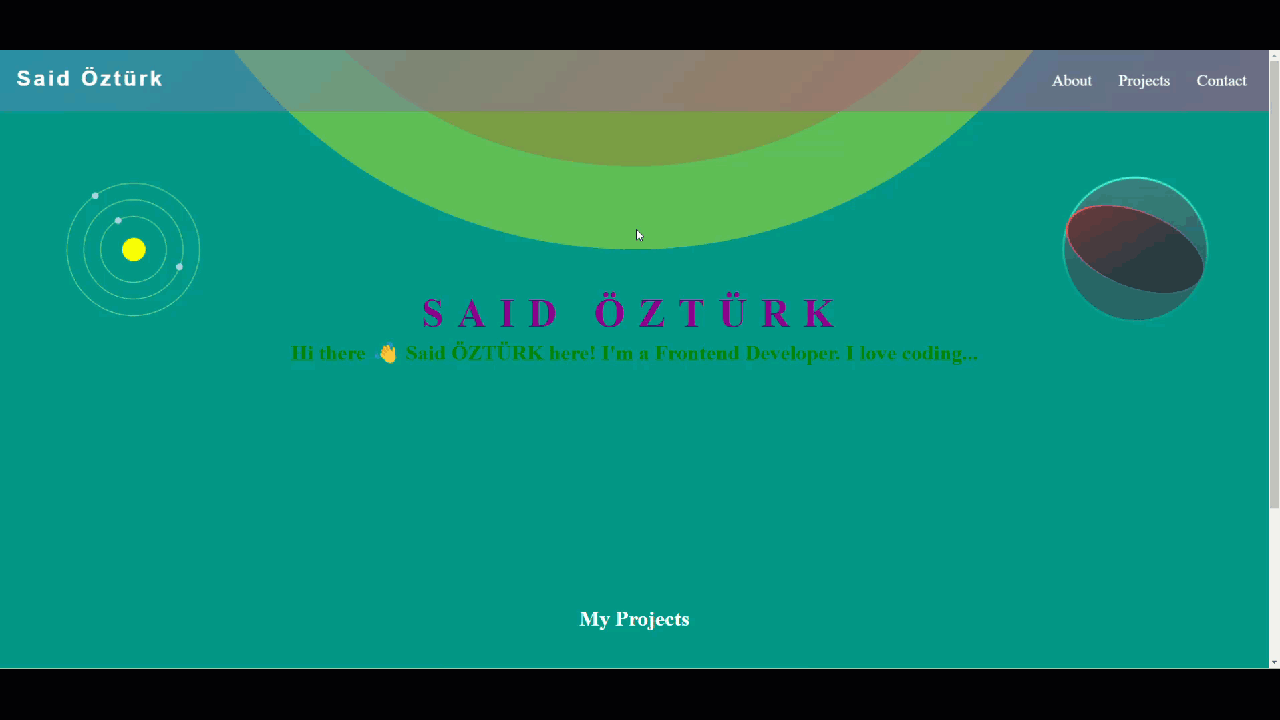 Said Öztürk
About Projects Contact
SAID ÖZTÜRK
Hi there 👋 Said ÖZTÜRK here! I'm a Frontend Developer. I love coding...
My Projects